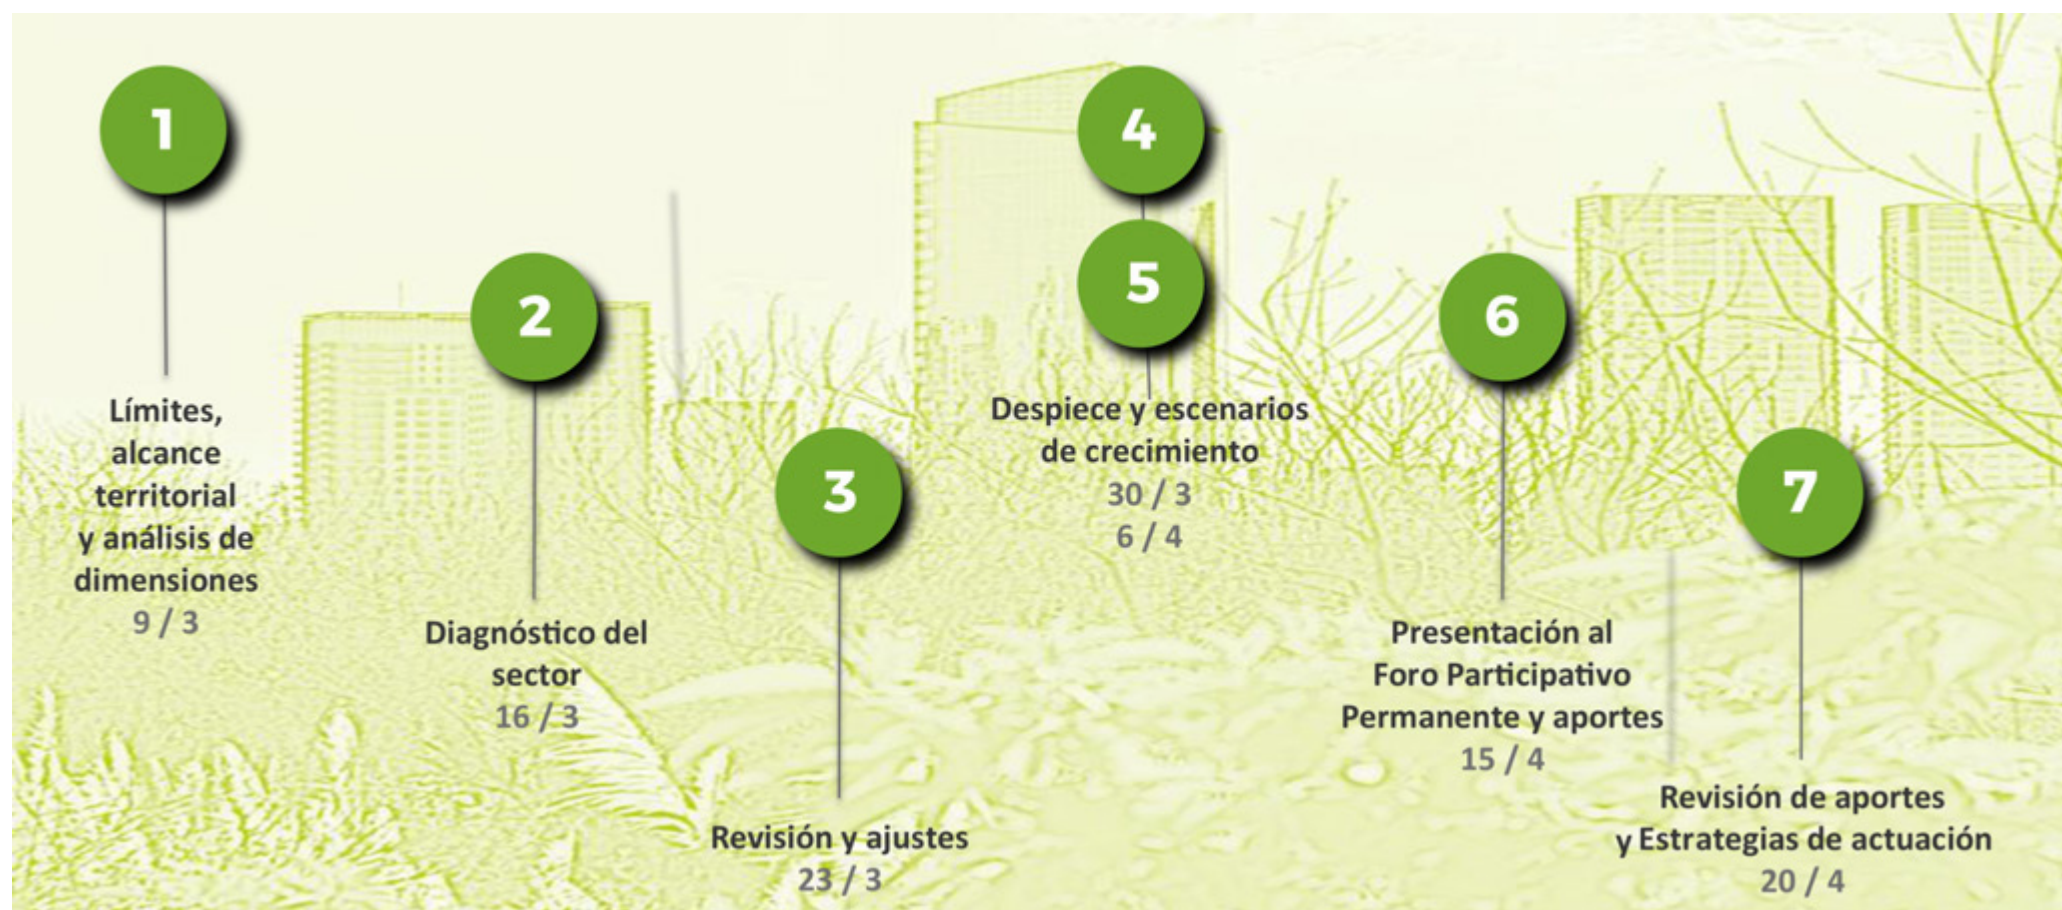 1
Límites,
alcance
territorial
y análisis de
dimensiones
9 / 3
2
Diagnóstico del
sector
16 / 3
3
Revisión y ajustes
23 / 3
4
5
Despiece y escenarios
de crecimiento
30 / 3
6 / 4
6
Presentación al
Foro Participativo
Permanente y aportes
15 / 4
7
Revisión de aportes
y Estrategias de actuación
20 / 4